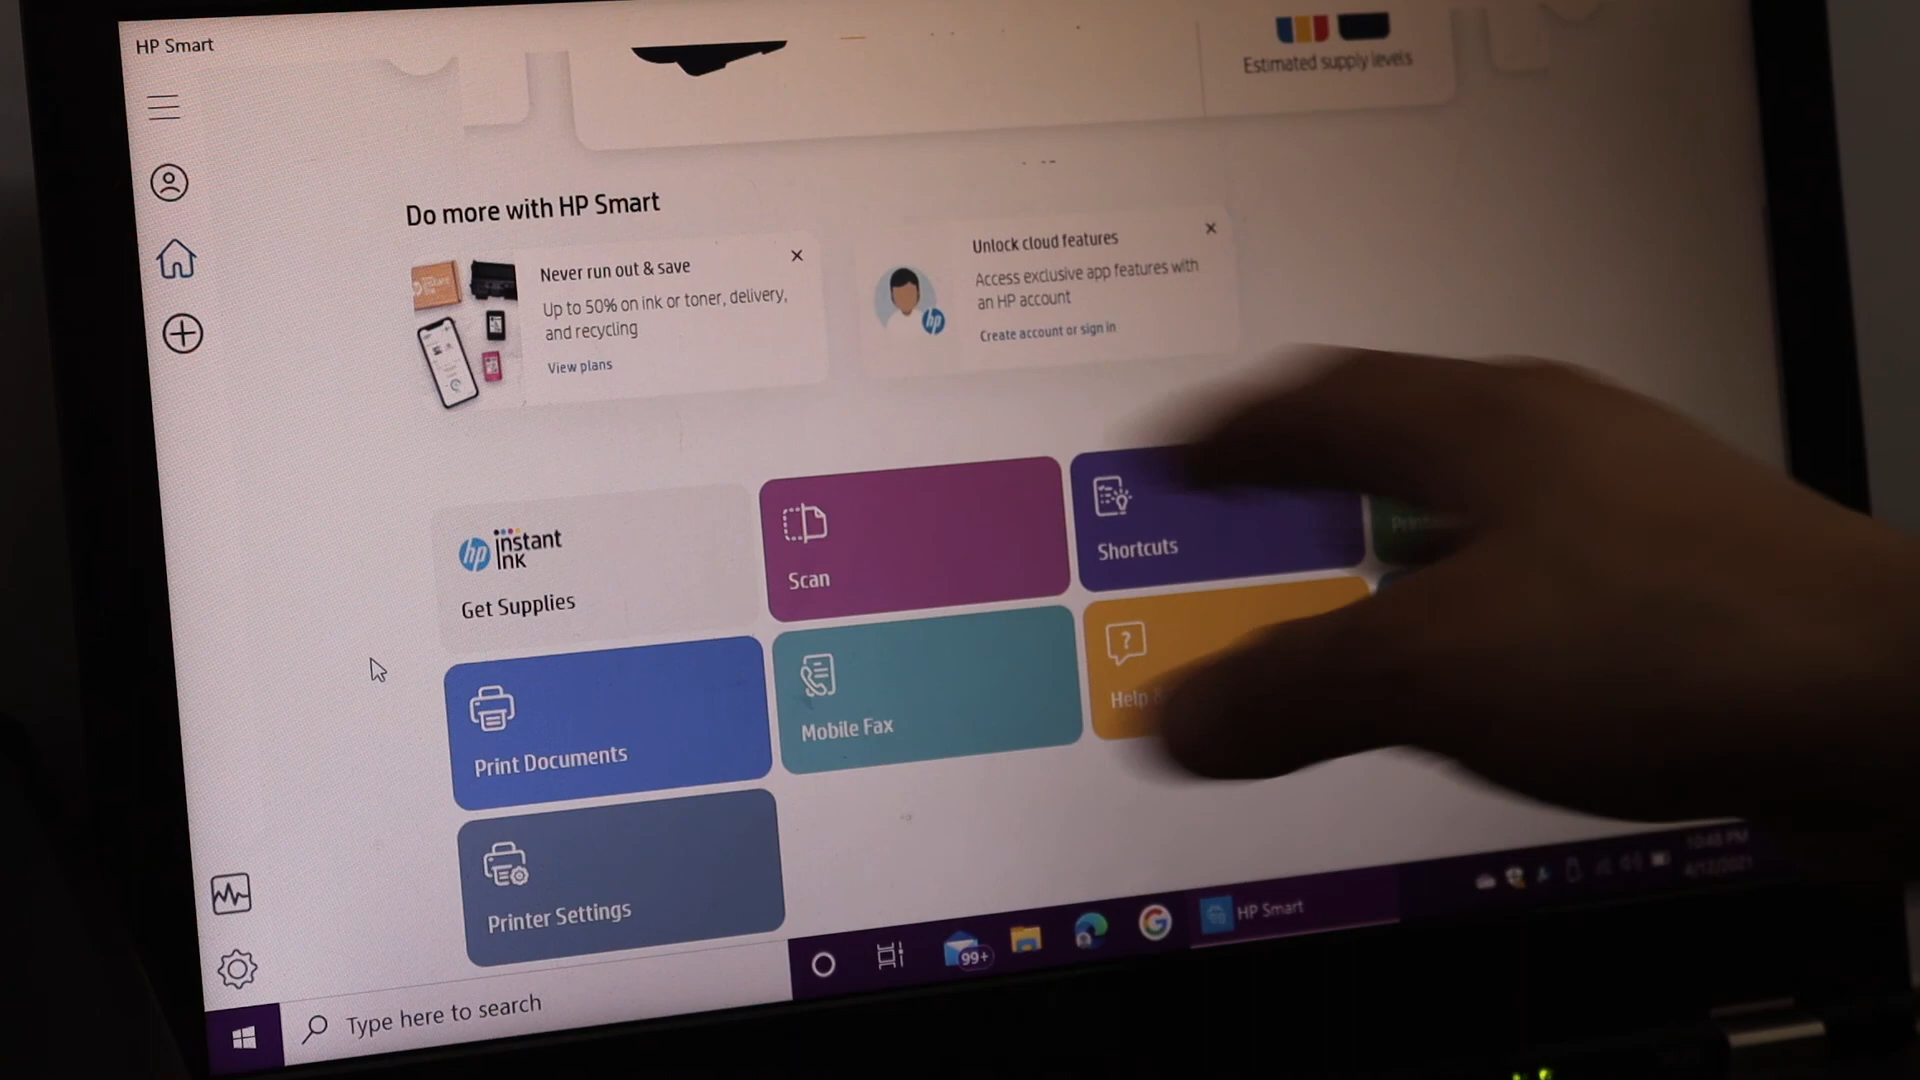 HP Smart
Estimated supply levels
Do more with HP Smart
Never run out & save
Up to 50% on ink or toner, delivery,
and recycling
View plans
Unlock cloud features
Access exclusive app features with
an HP account
Create account or sign in
hp
hp instant
ink
Get Supplies
Scan
Shortcuts
Print Documents
Mobile Fax
Help
Printer Settings
99+
HP Smart
Type here to search